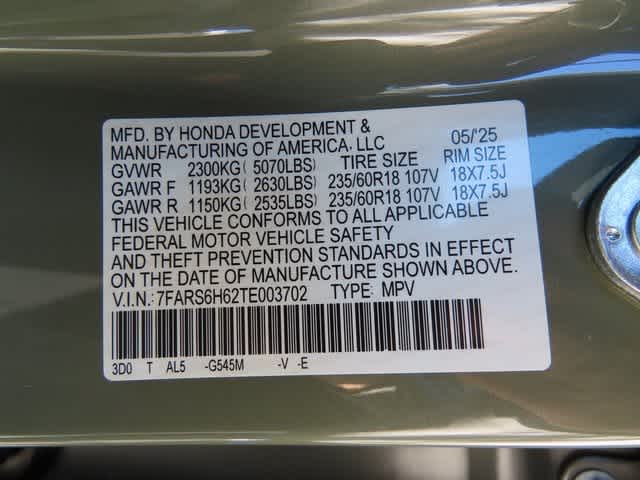 MFD. BY HONDA DEVELOPMENT & 05/'25
MANUFACTURING OF AMERICA, LLC
GVWR 2300KG( 5070LBS) TIRE SIZE RIM SIZE
GAWR F 1193KG( 2630LBS) 235/60R18 107V 18X7.5J
GAWR R 1150KG( 2535LBS) 235/60R18 107V 18X7.5J
THIS VEHICLE CONFORMS TO ALL APPLICABLE
FEDERAL MOTOR VEHICLE SAFETY
AND THEFT PREVENTION STANDARDS IN EFFECT
ON THE DATE OF MANUFACTURE SHOWN ABOVE.
V.I.N.: 7FARS6H62TE003702 TYPE: MPV
3D0 T AL5 -G545M -V -E